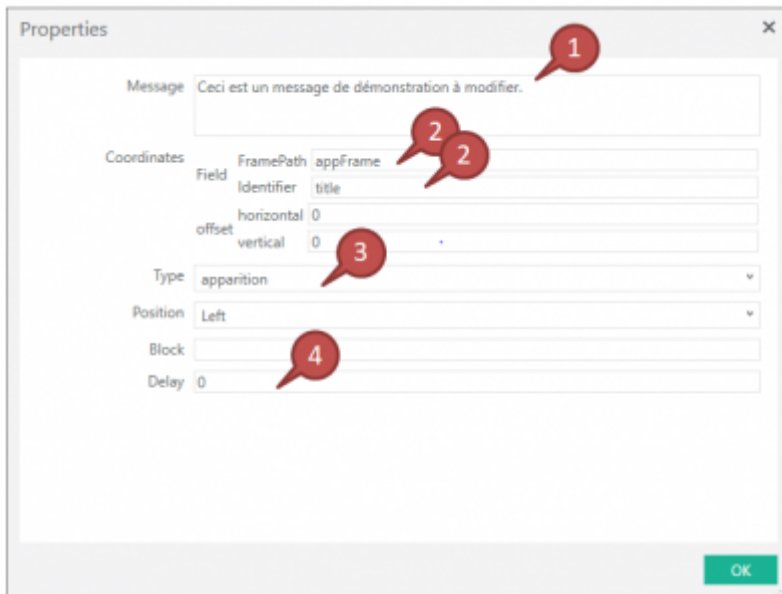 Properties
1
Message Ceci est un message de démonstration à modifier.
2
Coordinates Field FramePath appFrame
2
Identifier title
offset horizontal 0
vertical 0
3
Type apparition
Position Left
Block
4
Delay 0
OK